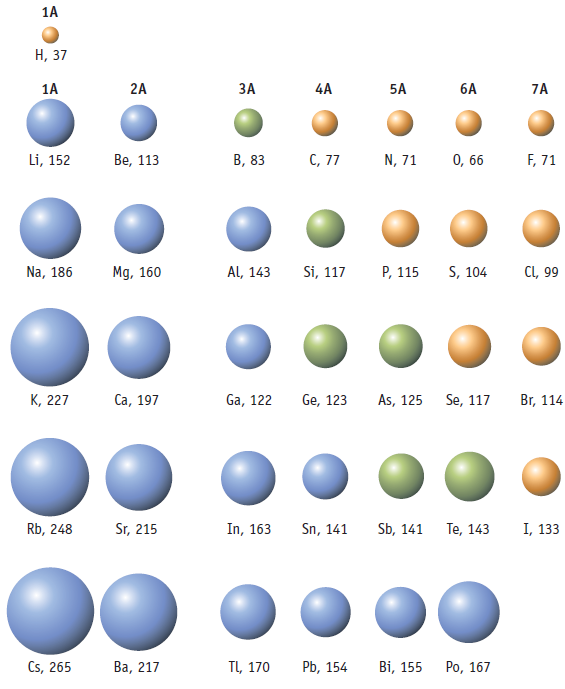 1A
H, 37
1A 2A 3A 4A 5A 6A 7A
Li, 152 Be, 113 B, 83 C, 77 N, 71 O, 66 F, 71
Na, 186 Mg, 160 Al, 143 Si, 117 P, 115 S, 104 Cl, 99
K, 227 Ca, 197 Ga, 122 Ge, 123 As, 125 Se, 117 Br, 114
Rb, 248 Sr, 215 In, 163 Sn, 141 Sb, 141 Te, 143 I, 133
Cs, 265 Ba, 217 Tl, 170 Pb, 154 Bi, 155 Po, 167